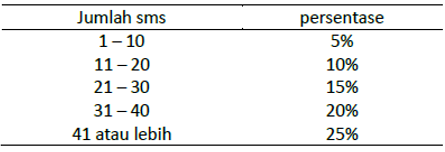 Jumlah sms persentase
1 – 10 5%
11 – 20 10%
21 – 30 15%
31 – 40 20%
41 atau lebih 25%